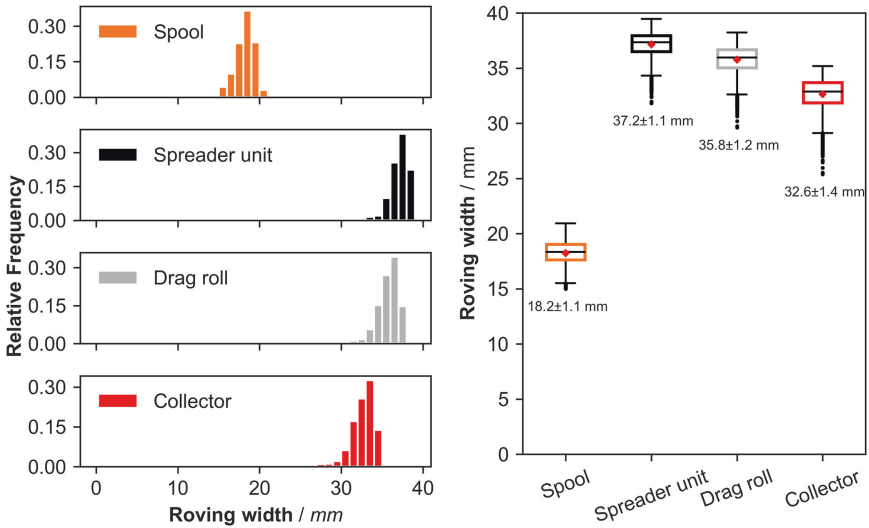 Relative Frequency
0.30
0.15
0.00
Spool
0.30
0.15
0.00
Spreader unit
0.30
0.15
0.00
Drag roll
0.30
0.15
0.00
Collector
0 10 20 30 40
Roving width / mm
Roving width / mm
40
35
30
25
20
15
10
5
0
37.2±1.1 mm
35.8±1.2 mm
32.6±1.4 mm
18.2±1.1 mm
Spool
Spreader unit
Drag roll
Collector